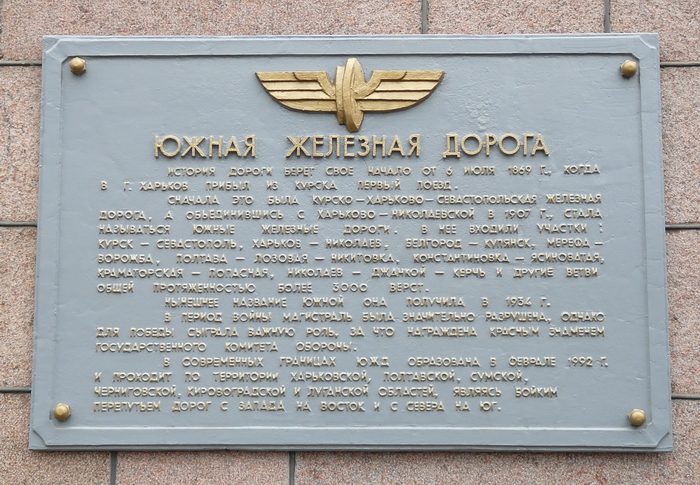 ЮЖНАЯ ЖЕЛЕЗНАЯ ДОРОГА
ИСТОРИЯ ДОРОГИ БЕРЕТ СВОЕ НАЧАЛО ОТ 6 ИЮЛЯ 1869 Г., КОГДА
В Г. ХАРЬКОВ ПРИБЫЛ ИЗ КУРСКА ПЕРВЫЙ ПОЕЗД.
СНАЧАЛА ЭТО БЫЛА КУРСКО – ХАРЬКОВО – СЕВАСТОПОЛЬСКАЯ ЖЕЛЕЗНАЯ
ДОРОГА, А ОБЪЕДИНИВШИСЬ С ХАРЬКОВО – НИКОЛАЕВСКОЙ В 1907 Г., СТАЛА
НАЗЫВАТЬСЯ ЮЖНЫЕ ЖЕЛЕЗНЫЕ ДОРОГИ. В НЕЕ ВХОДИЛИ УЧАСТКИ :
КУРСК – СЕВАСТОПОЛЬ, ХАРЬКОВ – НИКОЛАЕВ, БЕЛГОРОД – КУПЯНСК, МЕРЕФА –
ВОРОЖБА, ПОЛТАВА – ЛОЗОВАЯ – НИКИТОВКА, КОНСТАНТИНОВКА – ЯСИНОВАТАЯ,
КРАМАТОРСКАЯ – ПОПАСНАЯ, НИКОЛАЕВ – ДЖАНКОЙ – КЕРЧЬ И ДРУГИЕ ВЕТВИ
ОБЩЕЙ ПРОТЯЖЕННОСТЬЮ БОЛЕЕ 3000 ВЕРСТ.
НЫНЕШНЕЕ НАЗВАНИЕ ЮЖНОЙ ОНА ПОЛУЧИЛА В 1934 Г.
В ПЕРИОД ВОЙНЫ МАГИСТРАЛЬ БЫЛА ЗНАЧИТЕЛЬНО РАЗРУШЕНА, ОДНАКО
ДЛЯ ПОБЕДЫ СЫГРАЛА ВАЖНУЮ РОЛЬ, ЗА ЧТО НАГРАЖДЕНА КРАСНЫМ ЗНАМЕНЕМ
ГОСУДАРСТВЕННОГО КОМИТЕТА ОБОРОНЫ.
В СОВРЕМЕННЫХ ГРАНИЦАХ ЮЖД ОБРАЗОВАНА В ФЕВРАЛЕ 1992 Г.
И ПРОХОДИТ ПО ТЕРРИТОРИИ ХАРЬКОВСКОЙ, ПОЛТАВСКОЙ, СУМСКОЙ,
ЧЕРНИГОВСКОЙ, КИРОВОГРАДСКОЙ И ЛУГАНСКОЙ ОБЛАСТЕЙ, ЯВЛЯЯСЬ БОЙКИМ
ПЕРЕПУТЬЕМ ДОРОГ С ЗАПАДА НА ВОСТОК И С СЕВЕРА НА ЮГ.